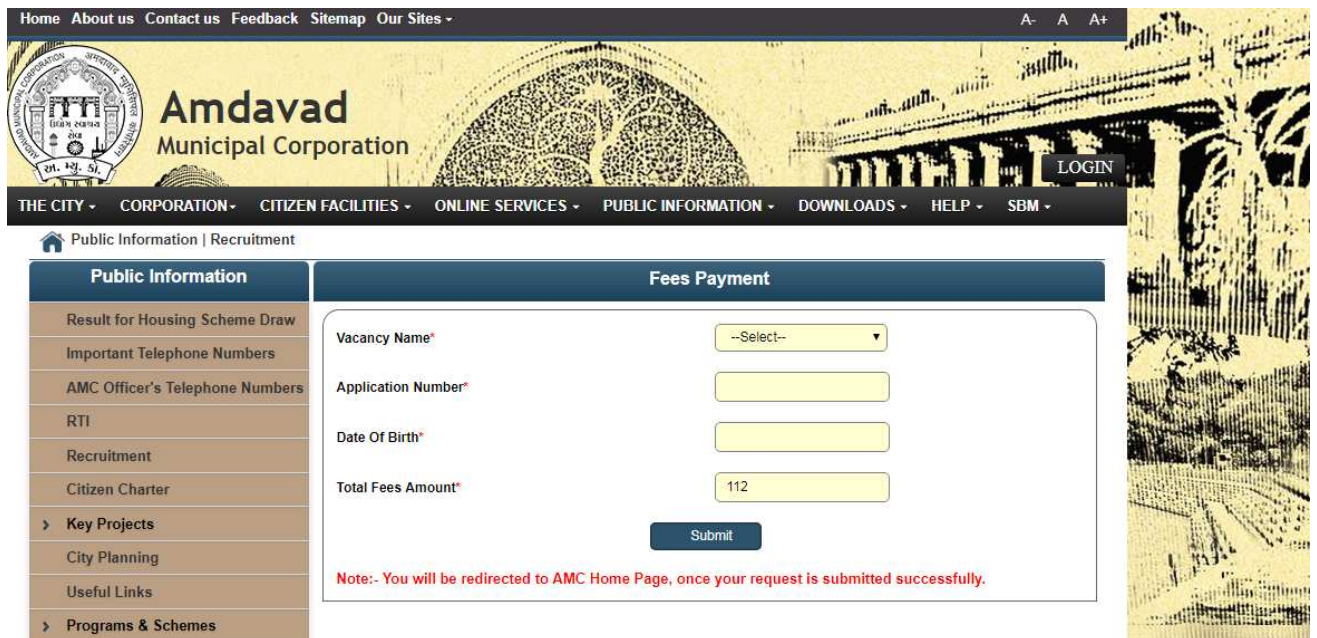 Home About us Contact us Feedback Sitemap Our Sites
A- A A+
Amdavad
Municipal Corporation
અ. મ્યુ. કો.
LOGIN
THE CITY CORPORATION CITIZEN FACILITIES ONLINE SERVICES PUBLIC INFORMATION DOWNLOADS HELP SBM
Public Information | Recruitment
Public Information
Result for Housing Scheme Draw
Important Telephone Numbers
AMC Officer's Telephone Numbers
RTI
Recruitment
Citizen Charter
Key Projects
City Planning
Useful Links
Programs & Schemes
Fees Payment
Vacancy Name*
--Select--
Application Number*
Date Of Birth*
Total Fees Amount*
112
Submit
Note:- You will be redirected to AMC Home Page, once your request is submitted successfully.